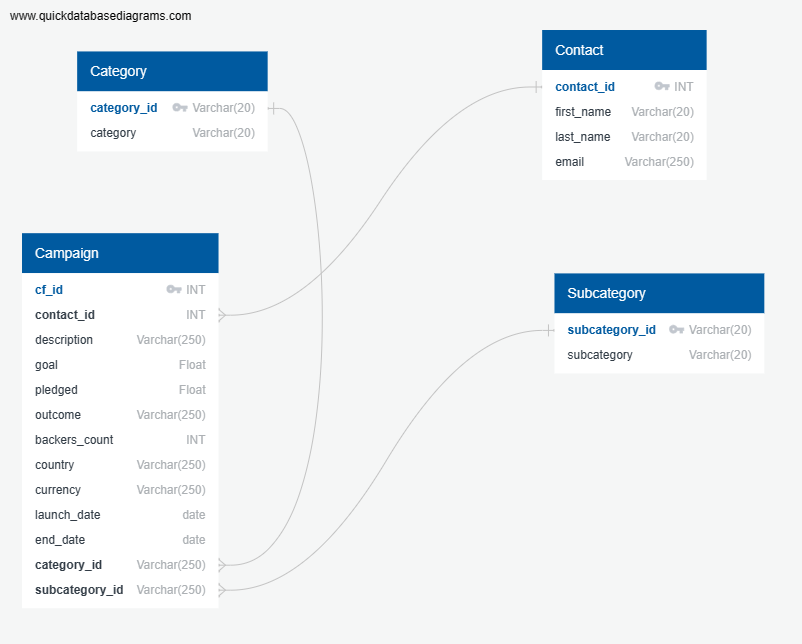 www.quickdatabasediagrams.com
Category
category_id Varchar(20)
category Varchar(20)
Contact
contact_id INT
first_name Varchar(20)
last_name Varchar(20)
email Varchar(250)
Campaign
cf_id INT
contact_id INT
description Varchar(250)
goal Float
pledged Float
outcome Varchar(250)
backers_count INT
country Varchar(250)
currency Varchar(250)
launch_date date
end_date date
category_id Varchar(250)
subcategory_id Varchar(250)
Subcategory
subcategory_id Varchar(20)
subcategory Varchar(20)